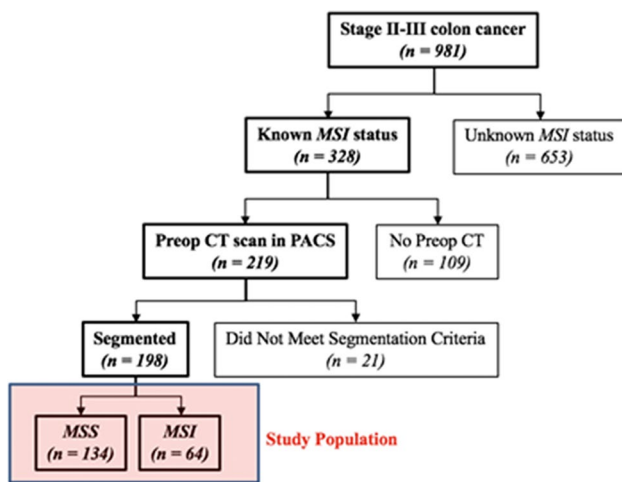 Stage II-III colon cancer
(n = 981)
Known MSI status
(n = 328)
Unknown MSI status
(n = 653)
Preop CT scan in PACS
(n = 219)
No Preop CT
(n = 109)
Segmented
(n = 198)
Did Not Meet Segmentation Criteria
(n = 21)
MSS
(n = 134)
MSI
(n = 64)
Study Population